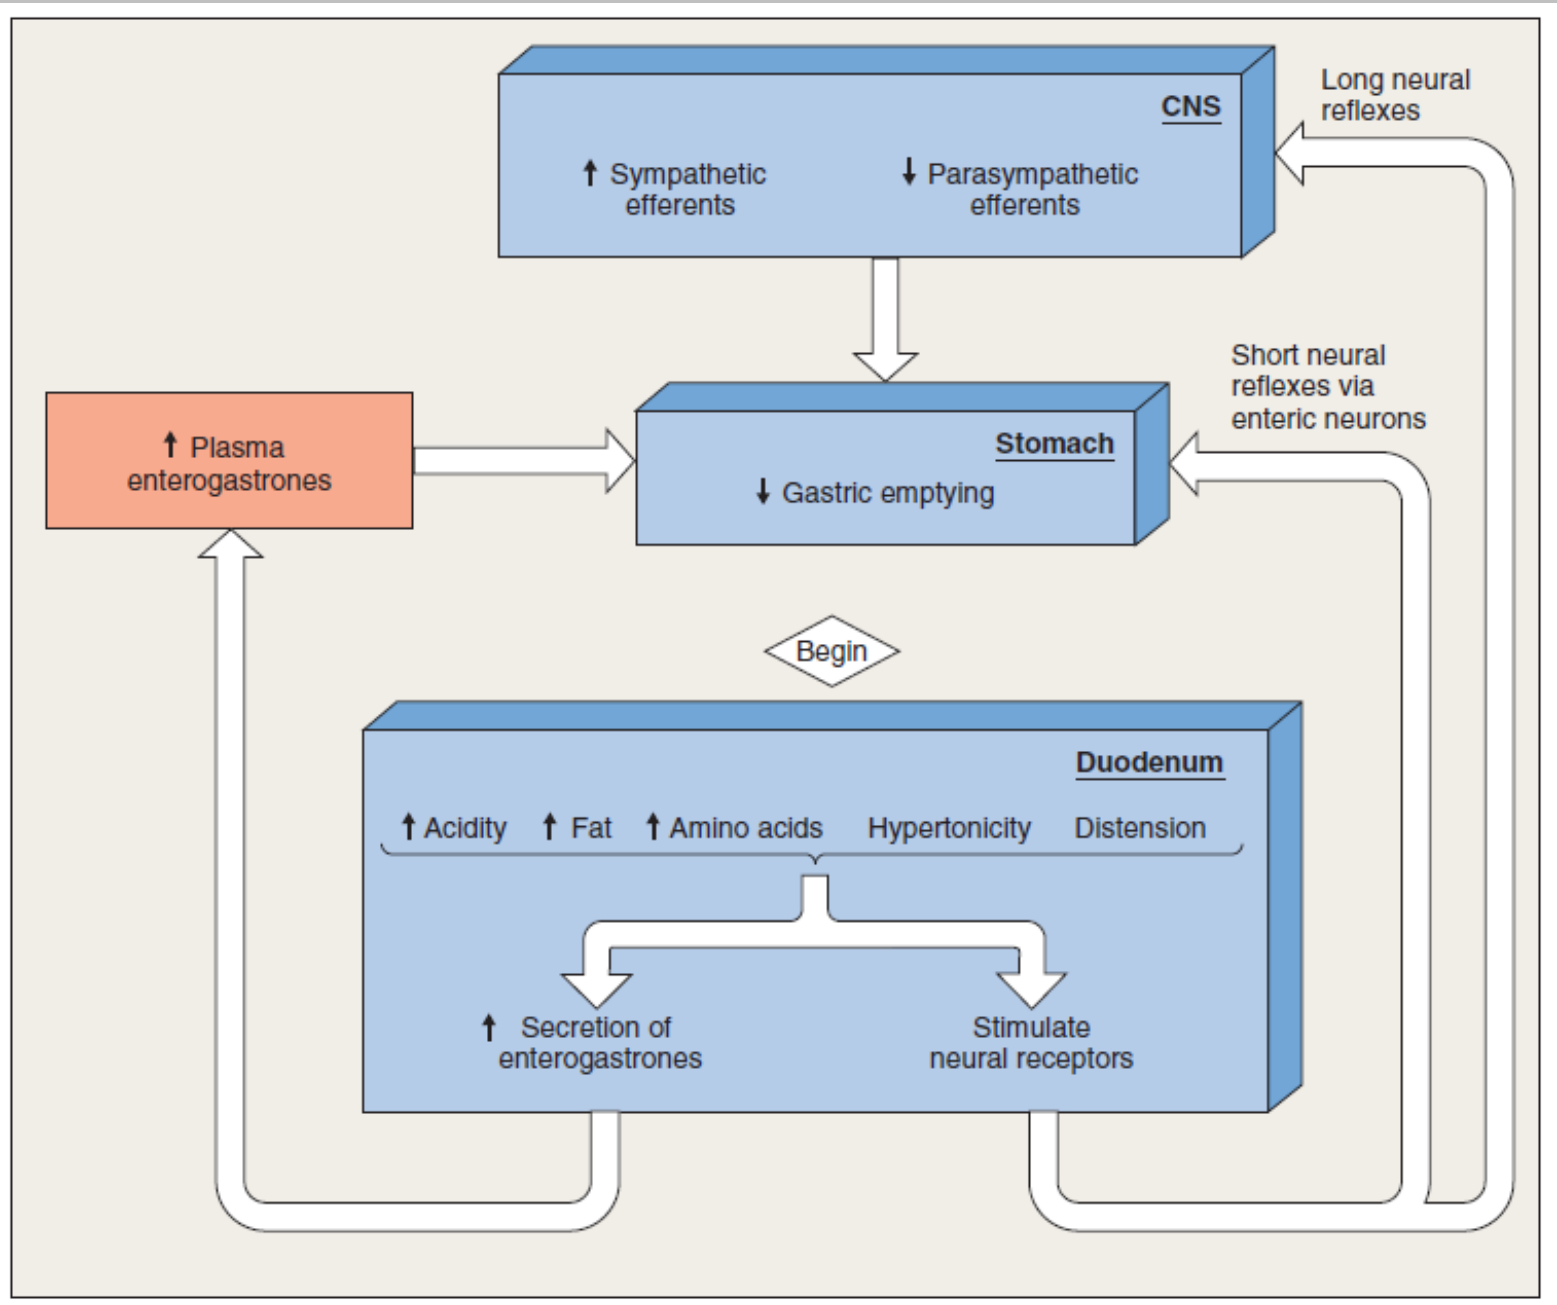 Long neural
reflexes
CNS
↑ Sympathetic
efferents
↓ Parasympathetic
efferents
Short neural
reflexes via
enteric neurons
↑ Plasma
enterogastrones
Stomach
↓ Gastric emptying
Begin
Duodenum
↑ Acidity ↑ Fat ↑ Amino acids Hypertonicity Distension
↑ Secretion of
enterogastrones
Stimulate
neural receptors